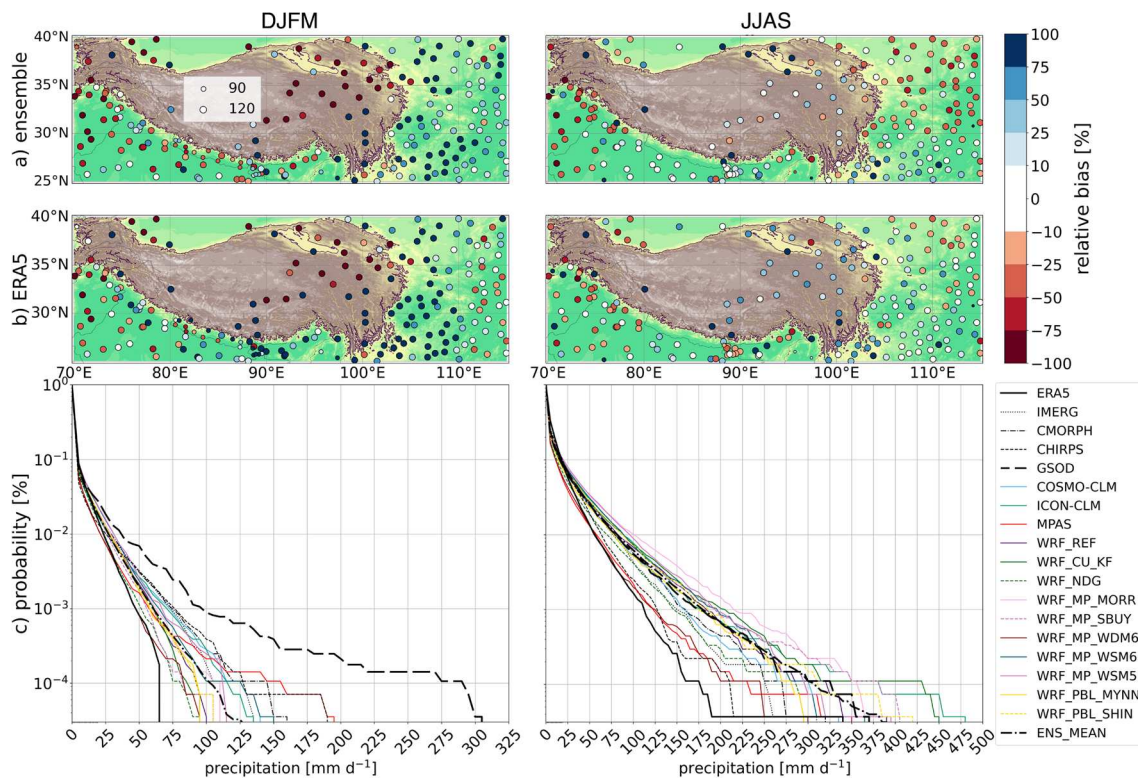 DJFM
JJAS
a) ensemble
40°N
35°N
30°N
25°N
90
120
b) ERA5
40°N
35°N
30°N
70°E 80°E 90°E 100°E 110°E
70°E 80°E 90°E 100°E 110°E
100
75
50
25
10
0
−10
−25
−50
−75
−100
relative bias [%]
c) probability [%]
10⁰
10⁻¹
10⁻²
10⁻³
10⁻⁴
0 25 50 75 100 125 150 175 200 225 250 275 300 325
precipitation [mm d⁻¹]
0 25 50 75 100 125 150 175 200 225 250 275 300 325 350 375 400 425 450 475 500
precipitation [mm d⁻¹]
ERA5
IMERG
CMORPH
CHIRPS
GSOD
COSMO-CLM
ICON-CLM
MPAS
WRF_REF
WRF_CU_KF
WRF_NDG
WRF_MP_MORR
WRF_MP_SBUY
WRF_MP_WDM6
WRF_MP_WSM6
WRF_MP_WSM5
WRF_PBL_MYNN
WRF_PBL_SHIN
ENS_MEAN